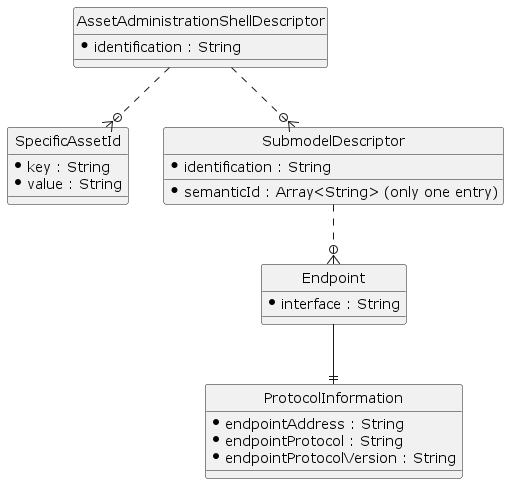 AssetAdministrationShellDescriptor
identification : String
SpecificAssetId
key : String
value : String
SubmodelDescriptor
identification : String
semanticId : Array<String> (only one entry)
Endpoint
interface : String
ProtocolInformation
endpointAddress : String
endpointProtocol : String
endpointProtocolVersion : String